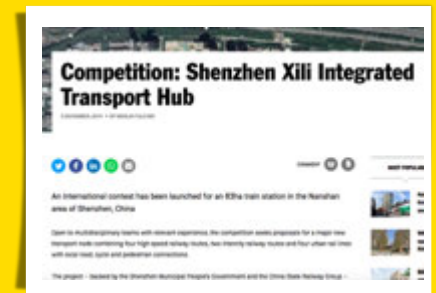 Competition: Shenzhen Xili Integrated
Transport Hub
COMMENT
MOST POPULAR
An international contest has been launched for an 83ha train station in the Nanshan
area of Shenzhen, China
Open to multidisciplinary teams with relevant experience, the competition seeks proposals for a major new
transport node combining four high speed railway routes, two intercity railway routes and four urban rail lines
with local road, cycle and pedestrian connections.
The project – backed by the Shenzhen Municipal People's Government and the China State Railway Group –